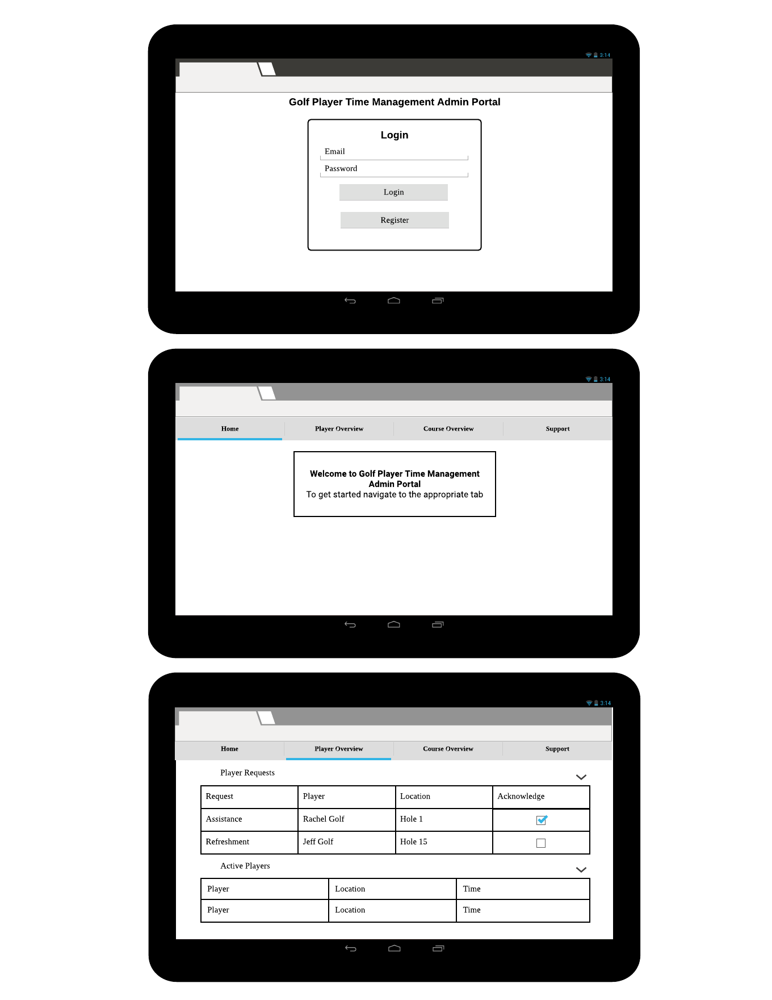 3:14
Golf Player Time Management Admin Portal
Login
Email
Password
Login
Register
3:14
Home Player Overview Course Overview Support
Welcome to Golf Player Time Management
Admin Portal
To get started navigate to the appropriate tab
3:14
Home Player Overview Course Overview Support
Player Requests
Request Player Location Acknowledge
Assistance Rachel Golf Hole 1
Refreshment Jeff Golf Hole 15
Active Players
Player Location Time
Player Location Time